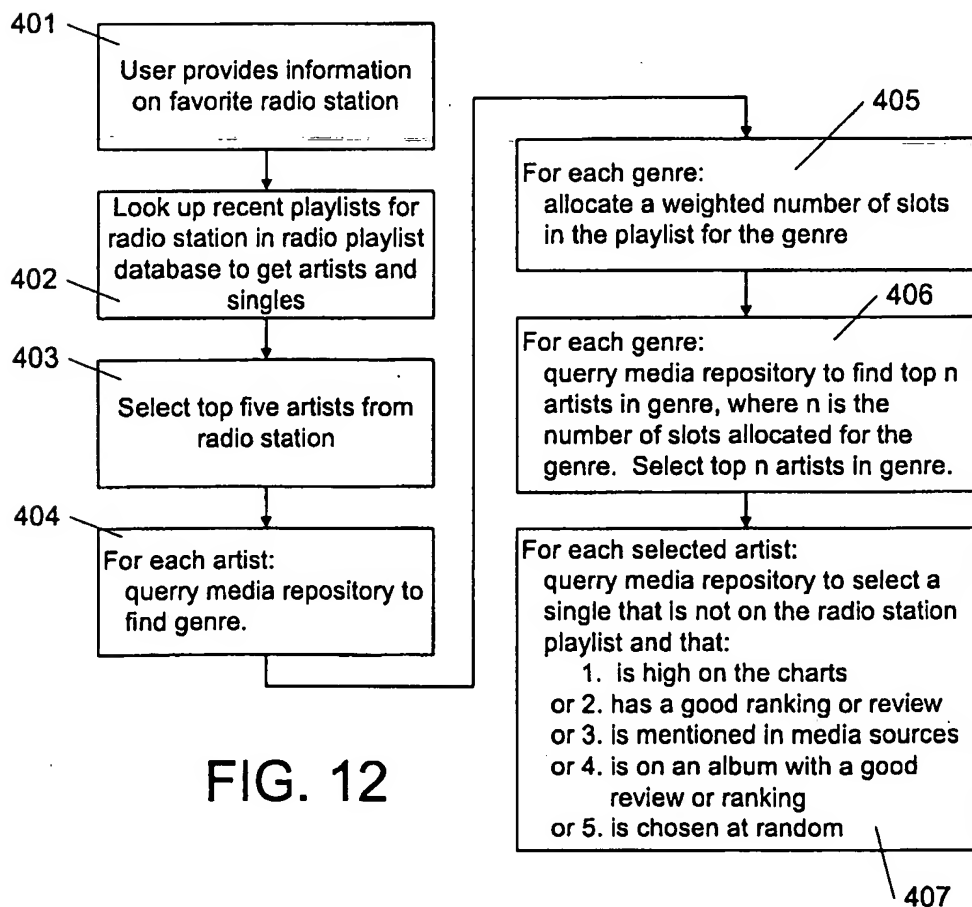 401
User provides information
on favorite radio station
Look up recent playlists for
radio station in radio playlist
database to get artists and
singles
402
403
Select top five artists from
radio station
404
For each artist:
querry media repository to
find genre.
405
For each genre:
allocate a weighted number of slots
in the playlist for the genre
406
For each genre:
querry media repository to find top n
artists in genre, where n is the
number of slots allocated for the
genre. Select top n artists in genre.
For each selected artist:
querry media repository to select a
single that is not on the radio station
playlist and that:
1. is high on the charts
or 2. has a good ranking or review
or 3. is mentioned in media sources
or 4. is on an album with a good
review or ranking
or 5. is chosen at random
407
FIG. 12